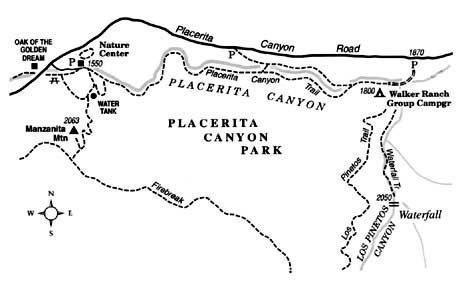 OAK OF THE
GOLDEN
DREAM
Nature
Center
P
1550
Placerita Canyon Road
P
1870
P
Placerita Canyon Trail
PLACERITA CANYON
1800
Walker Ranch
Group Campgr
WATER
TANK
2063
Manzanita
Mtn
PLACERITA
CANYON
PARK
Firebreak
Los Pinetos Trail
Waterfall Tr
2050
Waterfall
LOS PINETOS
CANYON
N
W E
S